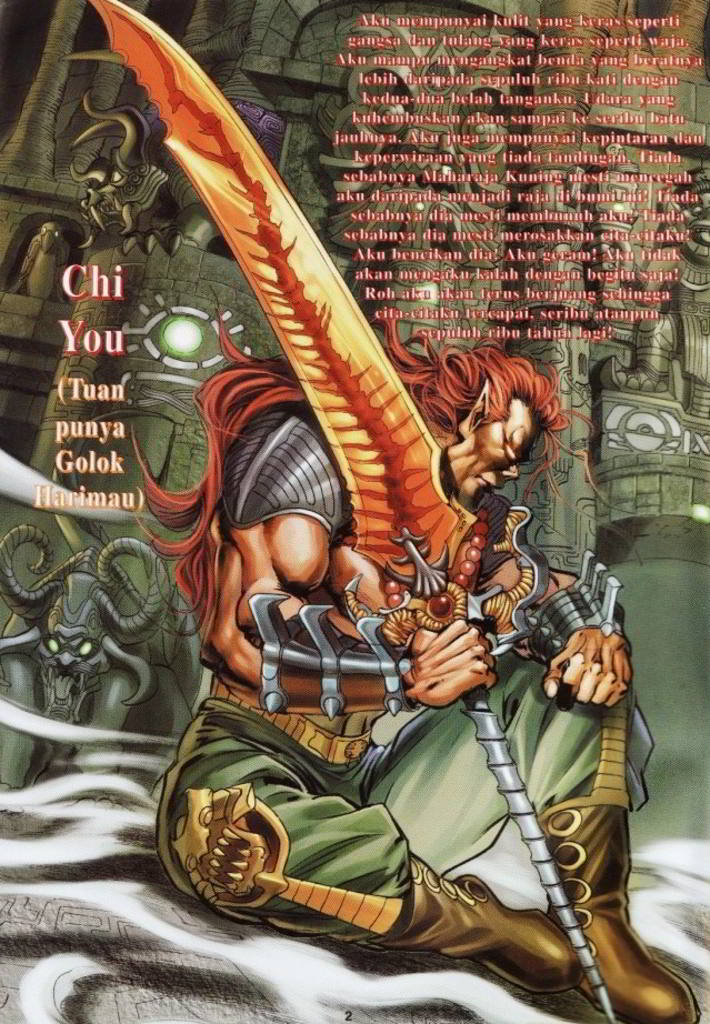 Aku mempunyai kulit yang keras seperti
gangsa dan tulang yang keras seperti waja.
Aku mampu mengangkat benda yang beratnya
lebih daripada sepuluh ribu kati dengan
kedua-dua belah tanganku. Udara yang
kuhembuskan akan sampai ke seribu batu
jauhnya. Aku juga mempunyai kepintaran dan
keperwiraan yang tiada tandingan. Tiada
sebabnya Maharaja Kuning mesti mencegah
aku daripada menjadi raja di bumi ini! Tiada
sebabnya dia mesti membunuh aku. Tiada
sebabnya dia mesti merosakkan cita-citaku!
Aku bencikan dia! Aku geram! Aku tidak
akan mengaku kalah dengan begitu saja!
Roh aku akan terus berjuang sehingga
cita-citaku tercapai, seribu ataupun
sepuluh ribu tahun lagi!
Chi
You
(Tuan
punya
Golok
Harimau)
2